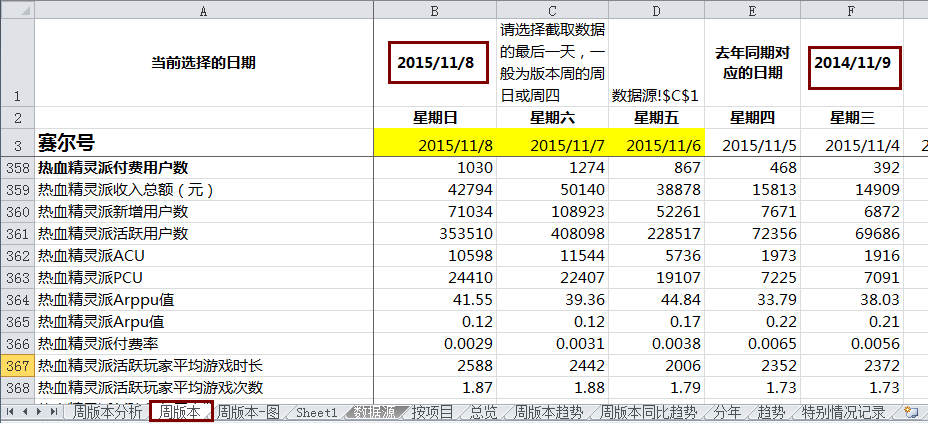 A B C D E F
1 当前选择的日期 2015/11/8 请选择截取数据 去年同期对 2014/11/9
的最后一天，一 应的日期
般为版本周的周
日或周四 数据源!$C$1
2 星期日 星期六 星期五 星期四 星期三
3 赛尔号 2015/11/8 2015/11/7 2015/11/6 2015/11/5 2015/11/4 2
358 热血精灵派付费用户数 1030 1274 867 468 392
359 热血精灵派收入总额（元） 42794 50140 38878 15813 14909
360 热血精灵派新增用户数 71034 108923 52261 7671 6872
361 热血精灵派活跃用户数 353510 408098 228517 72356 69686
362 热血精灵派ACU 10598 11544 5736 1973 1916
363 热血精灵派PCU 24410 22407 19107 7225 7091
364 热血精灵派Arppu值 41.55 39.36 44.84 33.79 38.03
365 热血精灵派Arpu值 0.12 0.12 0.17 0.22 0.21
366 热血精灵派付费率 0.0029 0.0031 0.0038 0.0065 0.0056
367 热血精灵派活跃玩家平均游戏时长 2588 2442 2006 2352 2372
368 热血精灵派活跃玩家平均游戏次数 1.87 1.88 1.79 1.73 1.73
周版本分析 周版本 周版本-图 Sheet1 数据源 按项目 总览 周版本趋势 周版本同比趋势 分年 趋势 特别情况记录